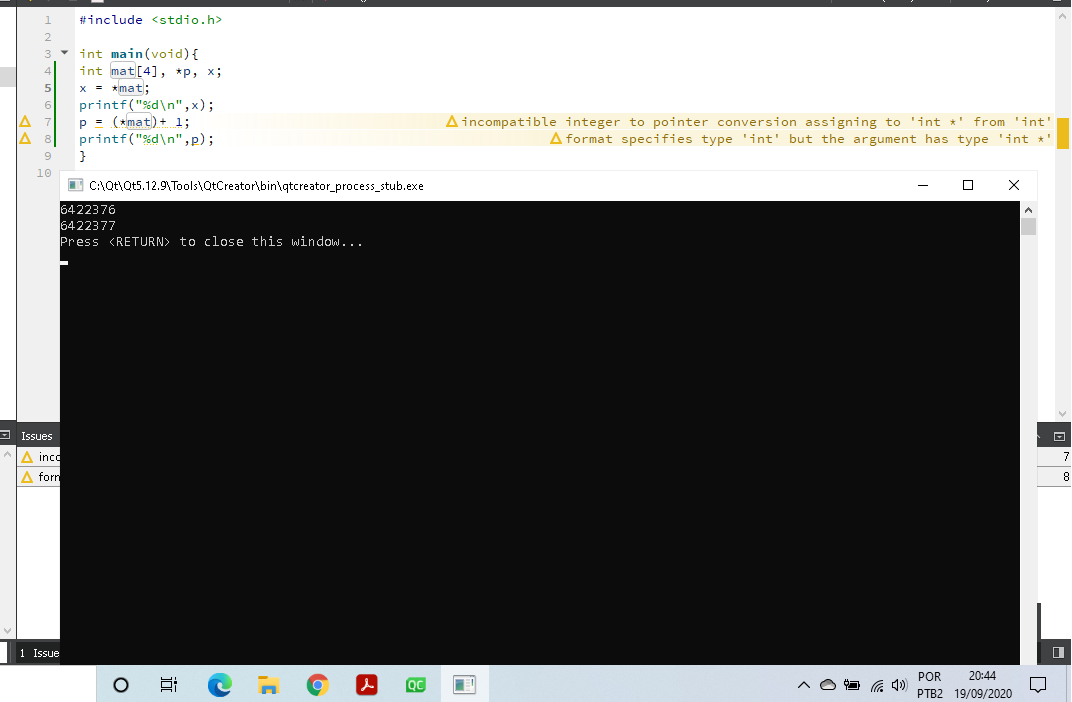 1 #include <stdio.h>
2
3 int main(void){
4 int mat[4], *p, x;
5 x = *mat;
6 printf("%d\n",x);
7 p = (*mat)+ 1; incompatible integer to pointer conversion assigning to 'int *' from 'int'
8 printf("%d\n",p); format specifies type 'int' but the argument has type 'int *'
9 }
10
C:\Qt\Qt5.12.9\Tools\QtCreator\bin\qtcreator_process_stub.exe
6422376
6422377
Press <RETURN> to close this window...
Issues
inco 7
form 8
1 Issue
QC
POR 20:44
PTB2 19/09/2020